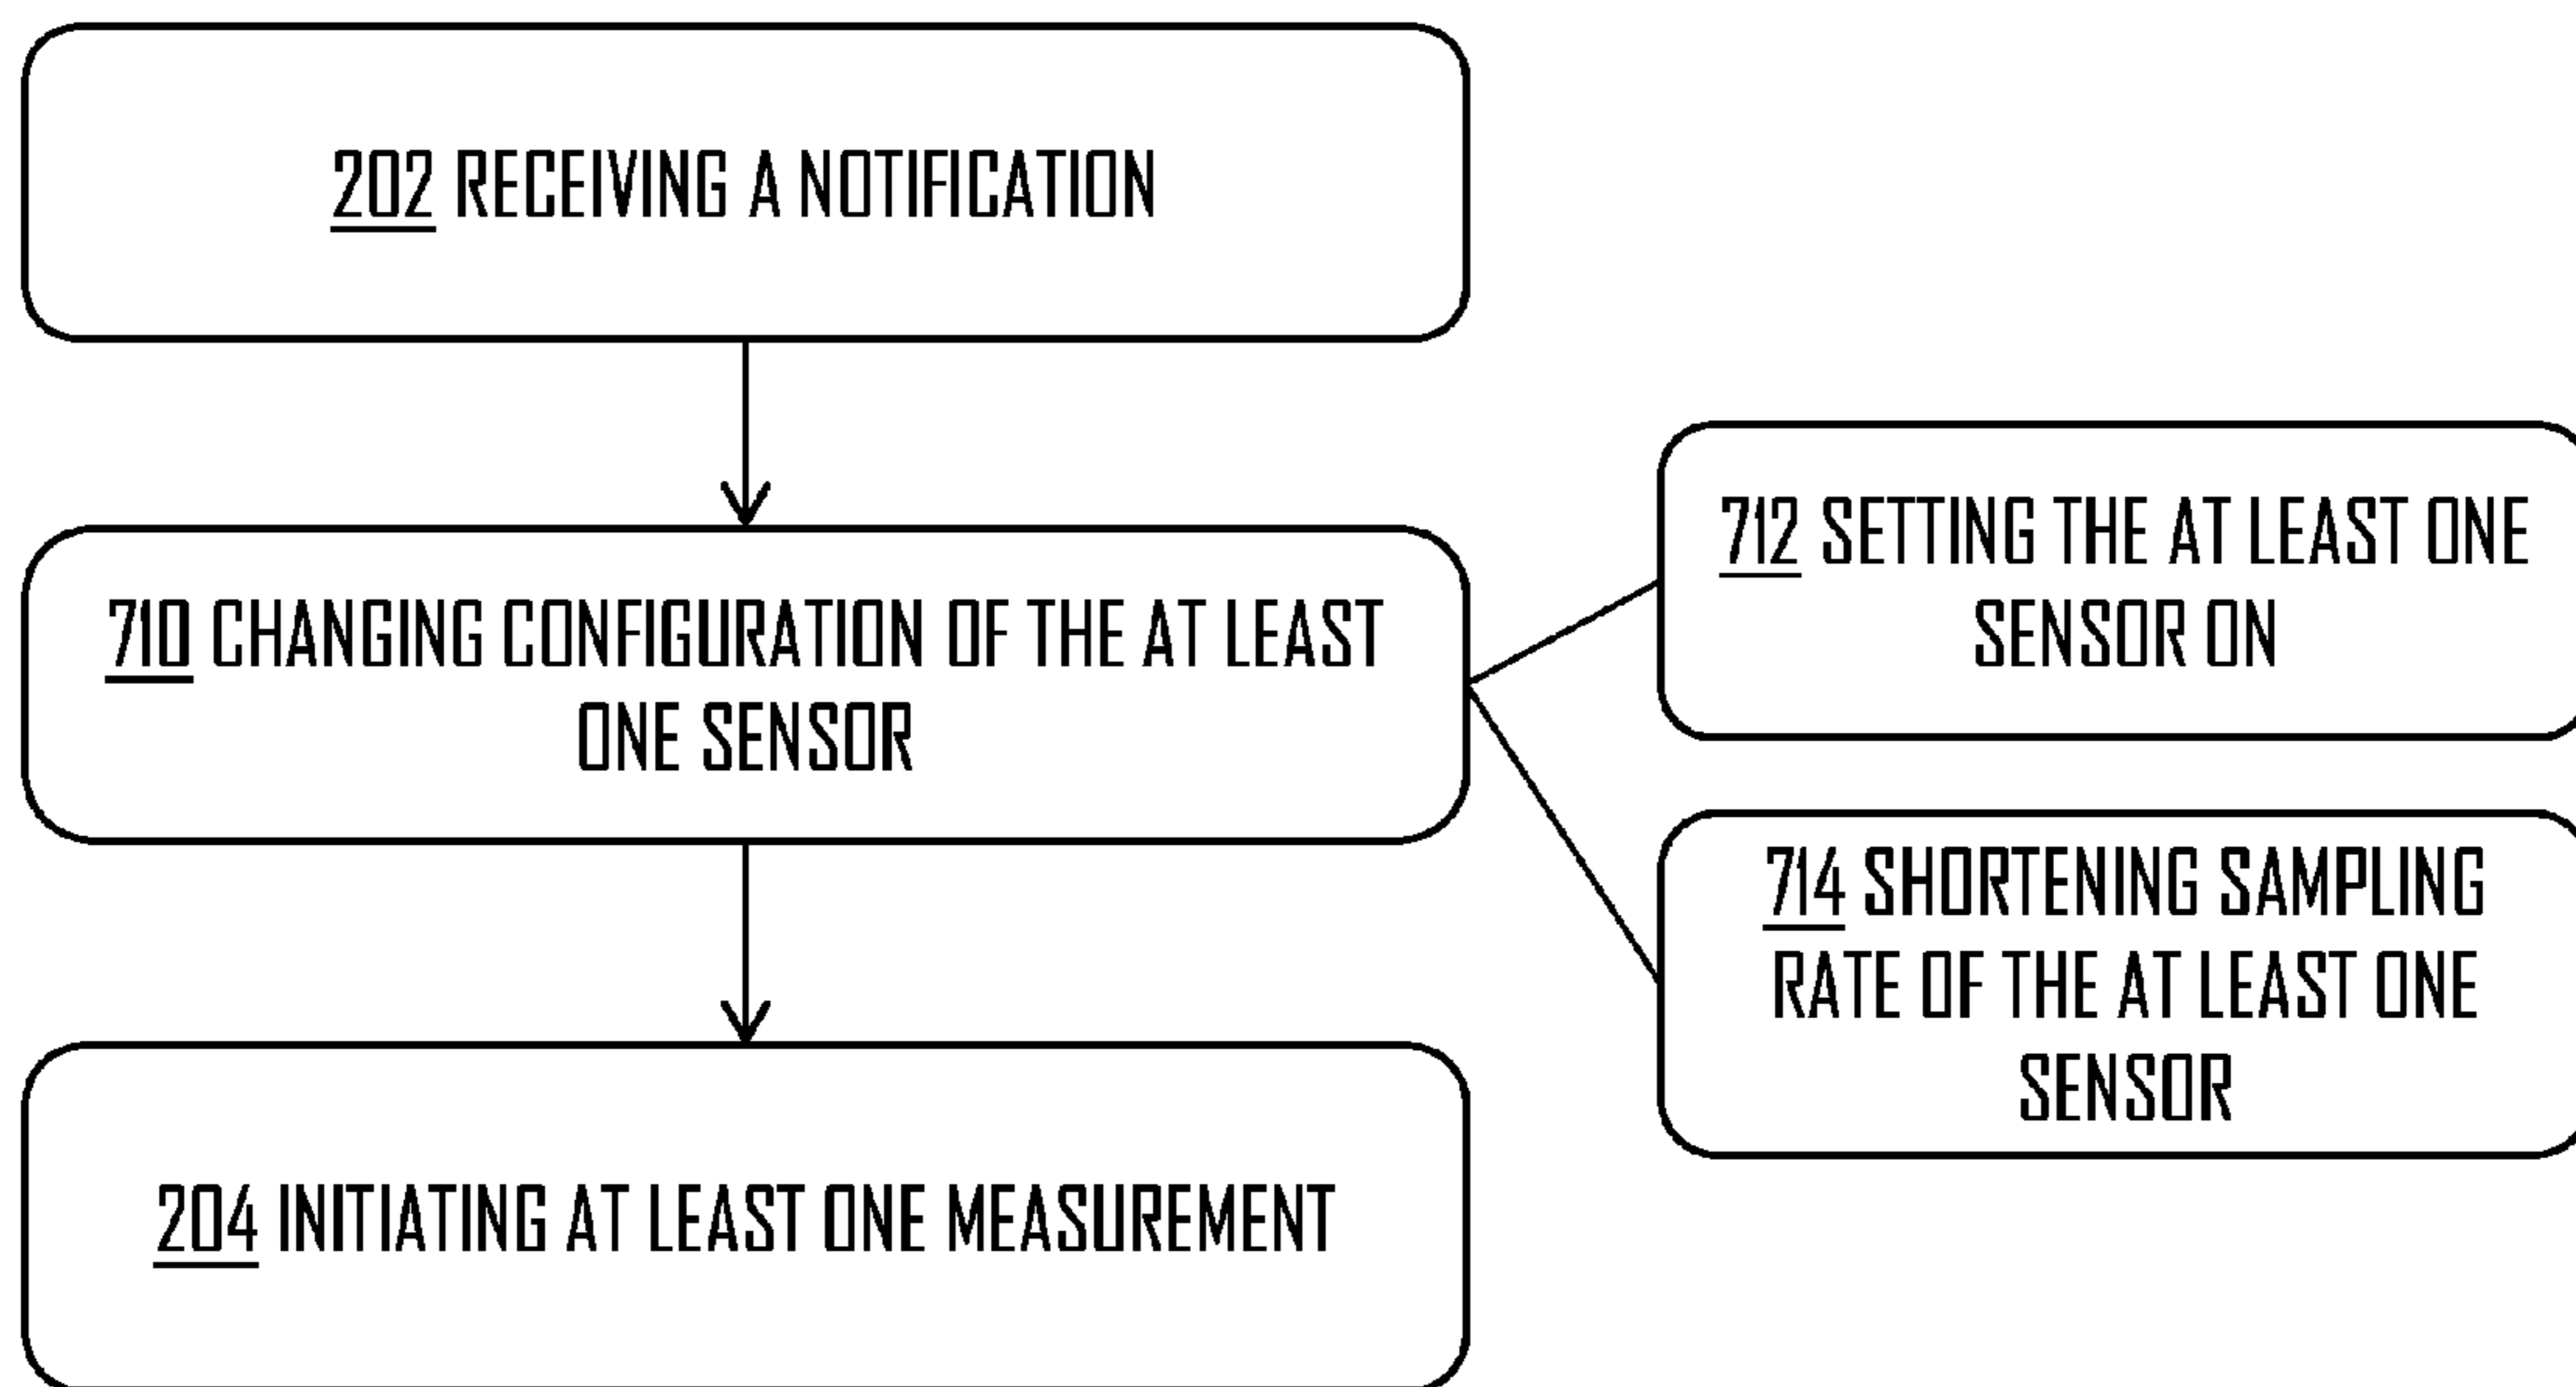 202 RECEIVING A NOTIFICATION
710 CHANGING CONFIGURATION OF THE AT LEAST
ONE SENSOR
712 SETTING THE AT LEAST ONE
SENSOR ON
714 SHORTENING SAMPLING
RATE OF THE AT LEAST ONE
SENSOR
204 INITIATING AT LEAST ONE MEASUREMENT